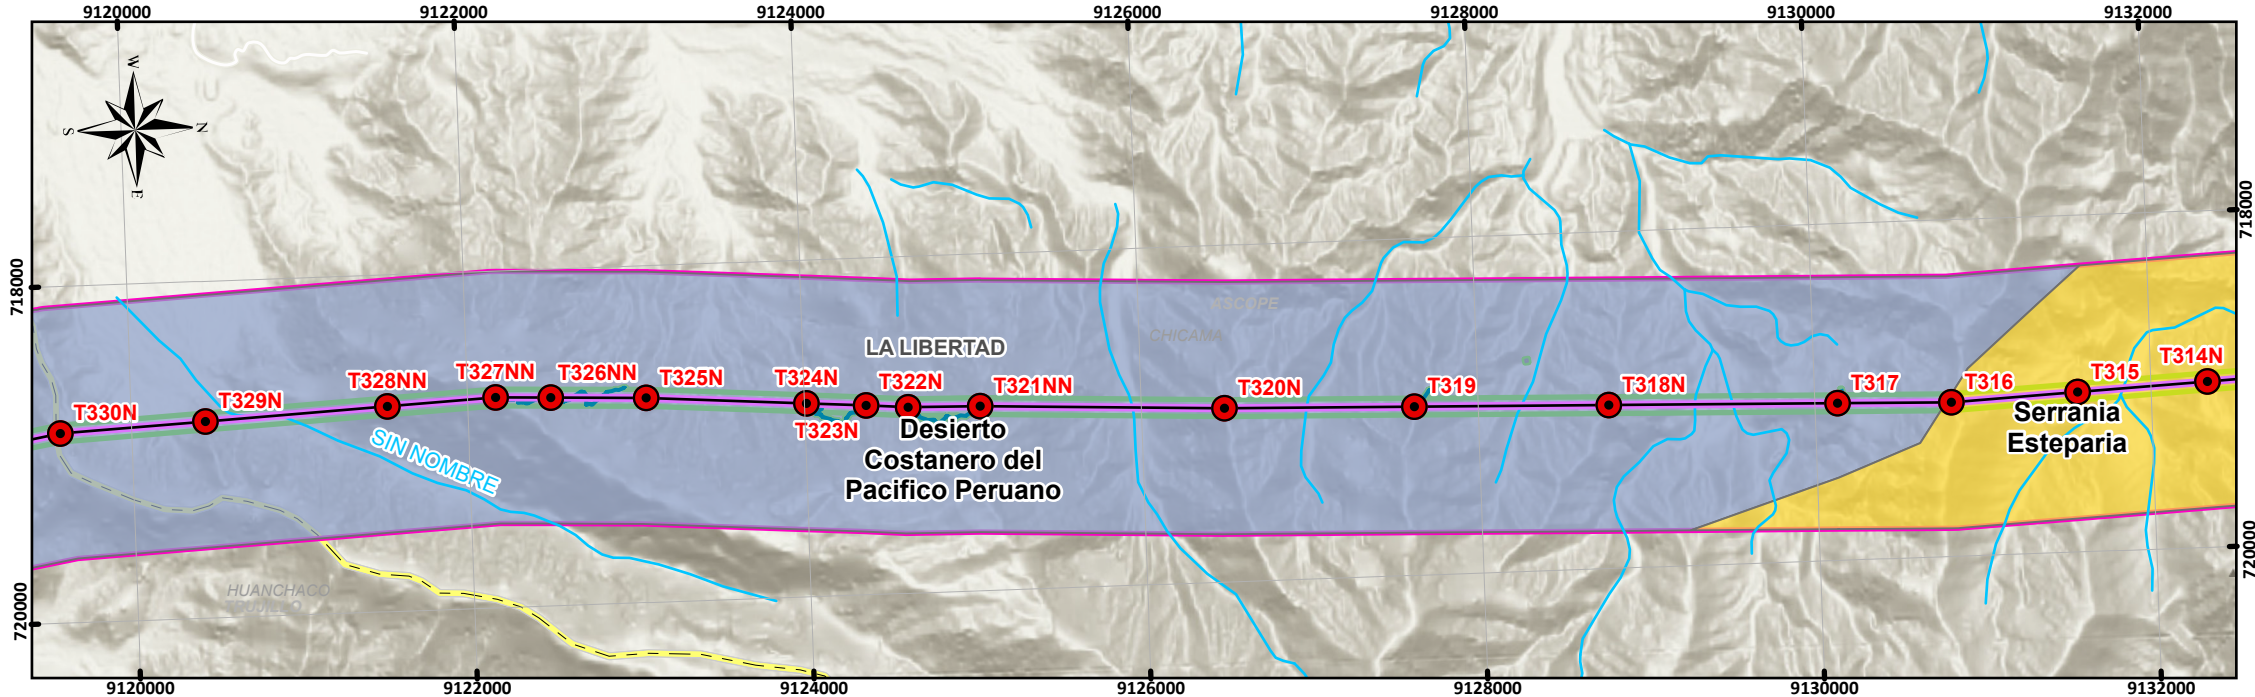 9120000
9122000
9124000
9126000
9128000
9130000
9132000
W
N
S
E
718000
718000
ASCOPE
CHICAMA
LA LIBERTAD
T330N
T329N
T328NN
T327NN
T326NN
T325N
T324N
T323N
T322N
T321NN
T320N
T319
T318N
T317
T316
T315
T314N
Desierto
Costanero del
Pacifico Peruano
Serrania
Esteparia
SIN NOMBRE
HUANCHACO
TRUJILLO
720000
720000
9120000
9122000
9124000
9126000
9128000
9130000
9132000